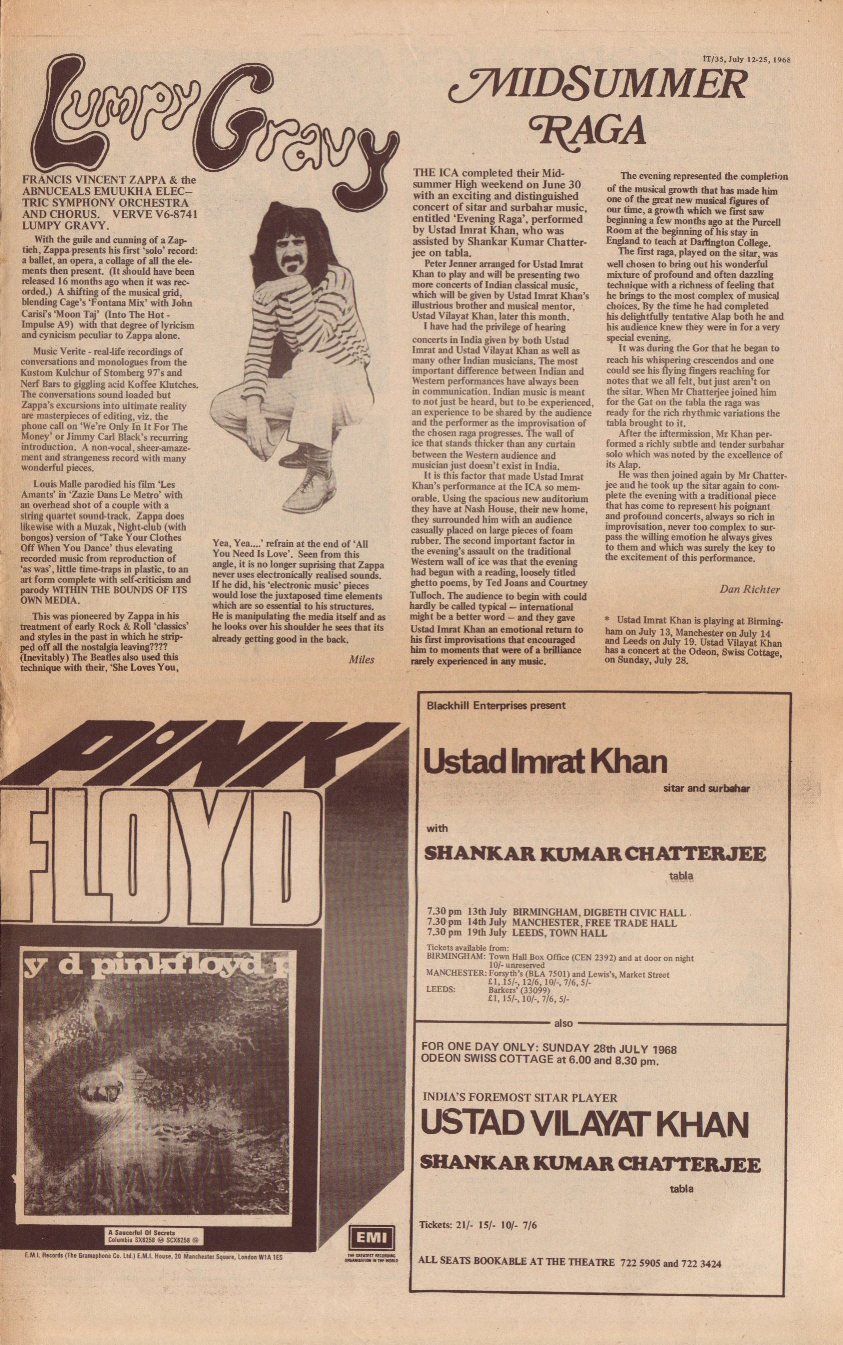 IT/35, July 12-25, 1968
Lumpy Gravy
FRANCIS VINCENT ZAPPA & the
ABNUCEALS EMUUKHA ELEC—
TRIC SYMPHONY ORCHESTRA
AND CHORUS. VERVE V6-8741
LUMPY GRAVY.
With the guile and cunning of a Zap-
tieh, Zappa presents his first 'solo' record:
a ballet, an opera, a collage of all the ele-
ments then present. (It should have been
released 16 months ago when it was rec-
orded.) A shifting of the musical grid,
blending Cage's 'Fontana Mix' with John
Carisi's 'Moon Taj' (Into The Hot -
Impulse A9) with that degree of lyricism
and cynicism peculiar to Zappa alone.
Music Verite - real-life recordings of
conversations and monologues from the
Kustom Kulchur of Stomberg 97's and
Nerf Bars to giggling acid Koffee Klutches.
The conversations sound loaded but
Zappa's excursions into ultimate reality
are masterpieces of editing, viz. the
phone call on 'We're Only In It For The
Money' or Jimmy Carl Black's recurring
introduction. A non-vocal, sheer-amaze-
ment and strangeness record with many
wonderful pieces.
Louis Malle parodied his film 'Les
Amants' in 'Zazie Dans Le Metro' with
an overhead shot of a couple with a
string quartet sound-track. Zappa does
likewise with a Muzak, Night-club (with
bongos) version of 'Take Your Clothes
Off When You Dance' thus elevating
recorded music from reproduction of
'as was', little time-traps in plastic, to an
art form complete with self-criticism and
parody WITHIN THE BOUNDS OF ITS
OWN MEDIA.
This was pioneered by Zappa in his
treatment of early Rock & Roll 'classics'
and styles in the past in which he strip-
ped off all the nostalgia leaving????
(Inevitably) The Beatles also used this
technique with their, 'She Loves You,
Yea, Yea....' refrain at the end of 'All
You Need Is Love'. Seen from this
angle, it is no longer suprising that Zappa
never uses electronically realised sounds.
If he did, his 'electronic music' pieces
would lose the juxtaposed time elements
which are so essential to his structures.
He is manipulating the media itself and as
he looks over his shoulder he sees that its
already getting good in the back.
Miles
MIDSUMMER
RAGA
THE ICA completed their Mid-
summer High weekend on June 30
with an exciting and distinguished
concert of sitar and surbahar music,
entitled 'Evening Raga', performed
by Ustad Imrat Khan, who was
assisted by Shankar Kumar Chatter-
jee on tabla.
Peter Jenner arranged for Ustad Imrat
Khan to play and will be presenting two
more concerts of Indian classical music,
which will be given by Ustad Imrat Khan's
illustrious brother and musical mentor,
Ustad Vilayat Khan, later this month.
I have had the privilege of hearing
concerts in India given by both Ustad
Imrat and Ustad Vilayat Khan as well as
many other Indian musicians. The most
important difference between Indian and
Western performances have always been
in communication. Indian music is meant
to not just be heard, but to be experienced,
an experience to be shared by the audience
and the performer as the improvisation of
the chosen raga progresses. The wall of
ice that stands thicker than any curtain
between the Western audience and
musician just doesn't exist in India.
It is this factor that made Ustad Imrat
Khan's performance at the ICA so mem-
orable. Using the spacious new auditorium
they have at Nash House, their new home,
they surrounded him with an audience
casually placed on large pieces of foam
rubber. The second important factor in
the evening's assault on the traditional
Western wall of ice was that the evening
had begun with a reading, loosely titled
ghetto poems, by Ted Joans and Courtney
Tulloch. The audience to begin with could
hardly be called typical — international
might be a better word — and they gave
Ustad Imrat Khan an emotional return to
his first improvisations that encouraged
him to moments that were of a brilliance
rarely experienced in any music.
The evening represented the completion
of the musical growth that has made him
one of the great new musical figures of
our time, a growth which we first saw
beginning a few months ago at the Purcell
Room at the beginning of his stay in
England to teach at Dartington College.
The first raga, played on the sitar, was
well chosen to bring out his wonderful
mixture of profound and often dazzling
technique with a richness of feeling that
he brings to the most complex of musical
choices. By the time he had completed
his delightfully tentative Alap both he and
his audience knew they were in for a very
special evening.
It was during the Gor that he began to
reach his whispering crescendos and one
could see his flying fingers reaching for
notes that we all felt, but just aren't on
the sitar. When Mr Chatterjee joined him
for the Gat on the tabla the raga was
ready for the rich rhythmic variations the
tabla brought to it.
After the iftermission, Mr Khan per-
formed a richly subtle and tender surbahar
solo which was noted by the excellence of
its Alap.
He was then joined again by Mr Chatter-
jee and he took up the sitar again to com-
plete the evening with a traditional piece
that has come to represent his poignant
and profound concerts, always so rich in
improvisation, never too complex to sur-
pass the willing emotion he always gives
to them and which was surely the key to
the excitement of this performance.
Dan Richter
* Ustad Imrat Khan is playing at Birming-
ham on July 13, Manchester on July 14
and Leeds on July 19. Ustad Vilayat Khan
has a concert at the Odeon, Swiss Cottage,
on Sunday, July 28.
PINK
FLOYD
y d pinkfloyd p
A Saucerful Of Secrets
Columbia SX6258 Ⓜ SCX6258 Ⓢ
E.M.I. Records (The Gramophone Co. Ltd.) E.M.I. House, 20 Manchester Square, London W1A 1ES
EMI
THE GREATEST RECORDING
ORGANISATION IN THE WORLD
Blackhill Enterprises present
Ustad Imrat Khan
sitar and surbahar
with
SHANKAR KUMAR CHATTERJEE
tabla
7.30 pm 13th July BIRMINGHAM, DIGBETH CIVIC HALL
7.30 pm 14th July MANCHESTER, FREE TRADE HALL
7.30 pm 19th July LEEDS, TOWN HALL
Tickets available from:
BIRMINGHAM: Town Hall Box Office (CEN 2392) and at door on night
10/- unreserved
MANCHESTER: Forsyth's (BLA 7501) and Lewis's, Market Street
£1, 15/-, 12/6, 10/-, 7/6, 5/-
LEEDS: Barkers' (33099)
£1, 15/-, 10/-, 7/6, 5/-
also
FOR ONE DAY ONLY: SUNDAY 28th JULY 1968
ODEON SWISS COTTAGE at 6.00 and 8.30 pm.
INDIA'S FOREMOST SITAR PLAYER
USTAD VILAYAT KHAN
SHANKAR KUMAR CHATTERJEE
tabla
Tickets: 21/- 15/- 10/- 7/6
ALL SEATS BOOKABLE AT THE THEATRE 722 5905 and 722 3424